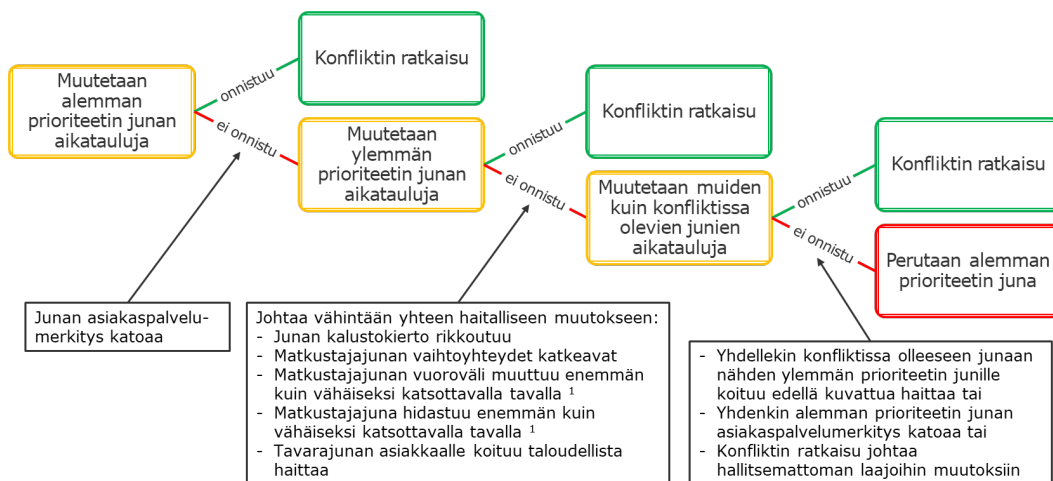 Muutetaan
alemman
prioriteetin junan
aikatauluja
onnistuu
Konfliktin ratkaisu
ei onnistu
Muutetaan
ylemmän
prioriteetin junan
aikatauluja
onnistuu
Konfliktin ratkaisu
ei onnistu
Muutetaan muiden
kuin konfliktissa
olevien junien
aikatauluja
onnistuu
Konfliktin ratkaisu
ei onnistu
Perutaan alemman
prioriteetin juna
Junan asiakaspalvelu-
merkitys katoaa
Johtaa vähintään yhteen haitalliseen muutokseen:
- Junan kalustokierto rikkoutuu
- Matkustajajunan vaihtoyhteydet katkeavat
- Matkustajajunan vuoroväli muuttuu enemmän
kuin vähäiseksi katsottavalla tavalla ¹
- Matkustajajuna hidastuu enemmän kuin
vähäiseksi katsottavalla tavalla ¹
- Tavarajunan asiakkaalle koituu taloudellista
haittaa
- Yhdellekin konfliktissa olleeseen junaan
nähden ylemmän prioriteetin junille
koituu edellä kuvattua haittaa tai
- Yhdenkin alemman prioriteetin junan
asiakaspalvelumerkitys katoaa tai
- Konfliktin ratkaisu johtaa
hallitsemattoman laajoihin muutoksiin